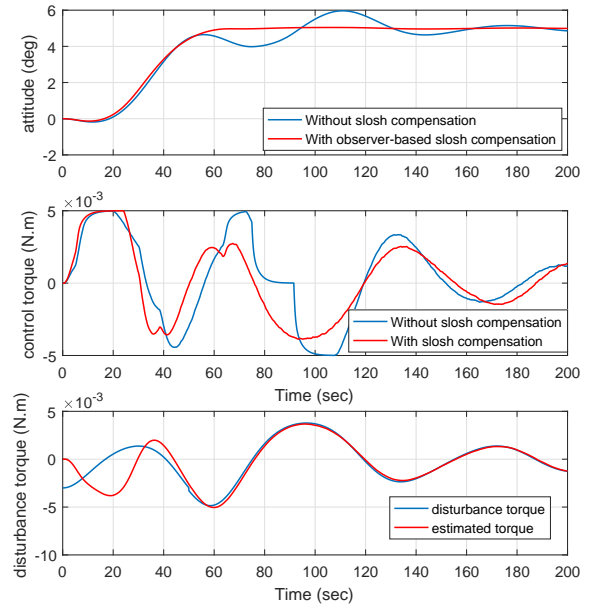 6
4
2
0
-2
attitude (deg)
0 20 40 60 80 100 120 140 160 180 200
Without slosh compensation
With observer-based slosh compensation
×10⁻³
5
0
-5
control torque (N.m)
0 20 40 60 80 100 120 140 160 180 200
Time (sec)
Without slosh compensation
With slosh compensation
×10⁻³
5
0
-5
-10
disturbance torque (N.m)
0 20 40 60 80 100 120 140 160 180 200
Time (sec)
disturbance torque
estimated torque